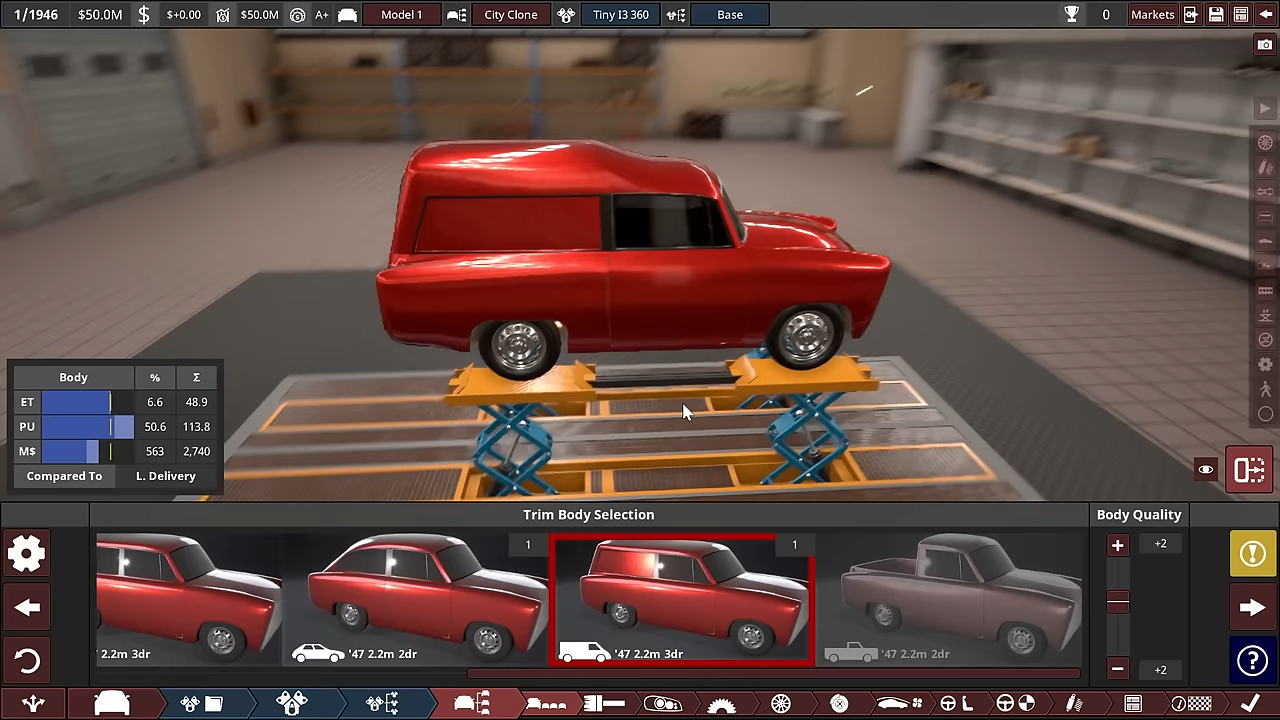 1/1946 $50.0M $ $+0.00 $50.0M A+ Model 1 City Clone Tiny I3 360 Base 0 Markets
Body % Σ
ET 6.6 48.9
PU 50.6 113.8
M$ 563 2,740
Compared To L. Delivery
Trim Body Selection Body Quality
1 1 + +2
2.2m 3dr '47 2.2m 2dr '47 2.2m 3dr '47 2.2m 2dr
- +2